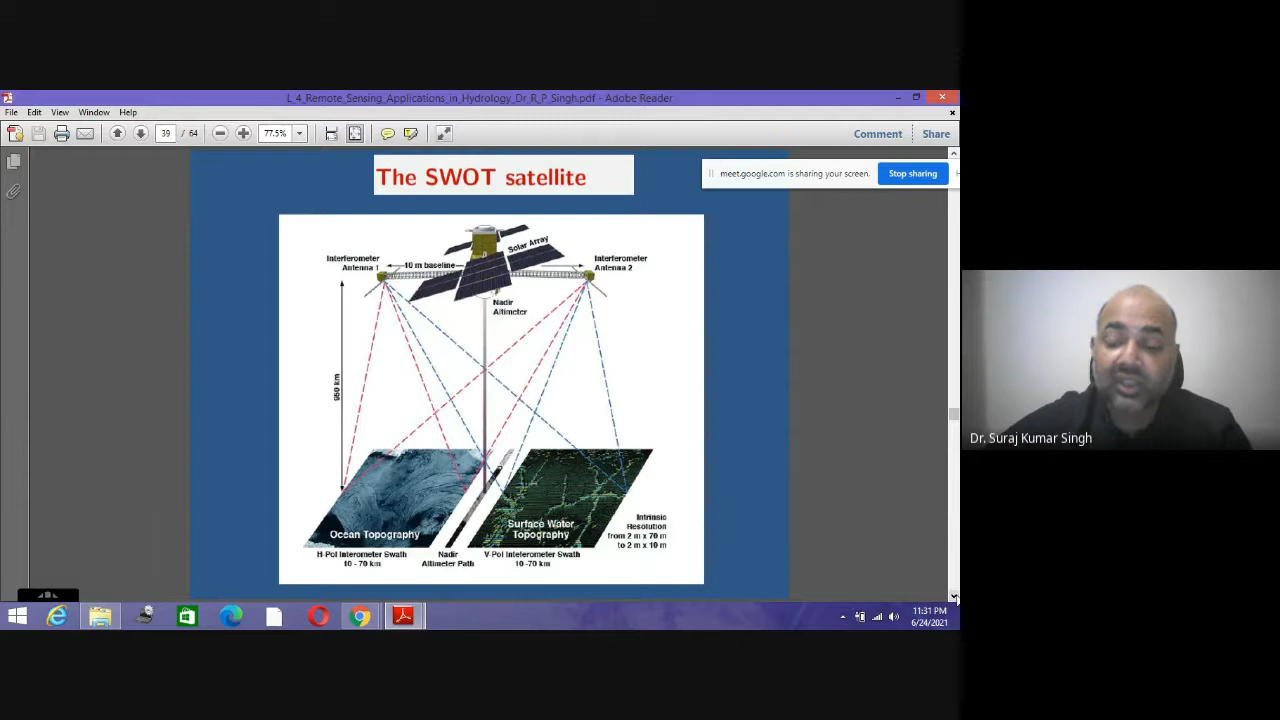 L_4_Remote_Sensing_Applications_in_Hydrology_Dr_R_P_Singh.pdf - Adobe Reader
File Edit View Window Help
39 / 64 77.5% Comment Share
The SWOT satellite
meet.google.com is sharing your screen. Stop sharing H
Solar Array
Interferometer
Antenna 1
10 m baseline
Interferometer
Antenna 2
Nadir
Altimeter
950 km
Ocean Topography
Surface Water
Topography
Intrinsic
Resolution
from 2 m x 70 m
to 2 m x 10 m
H-Pol Interometer Swath
10 - 70 km
Nadir
Altimeter Path
V-Pol Inteferometer Swath
10 -70 km
Dr. Suraj Kumar Singh
11:31 PM
6/24/2021